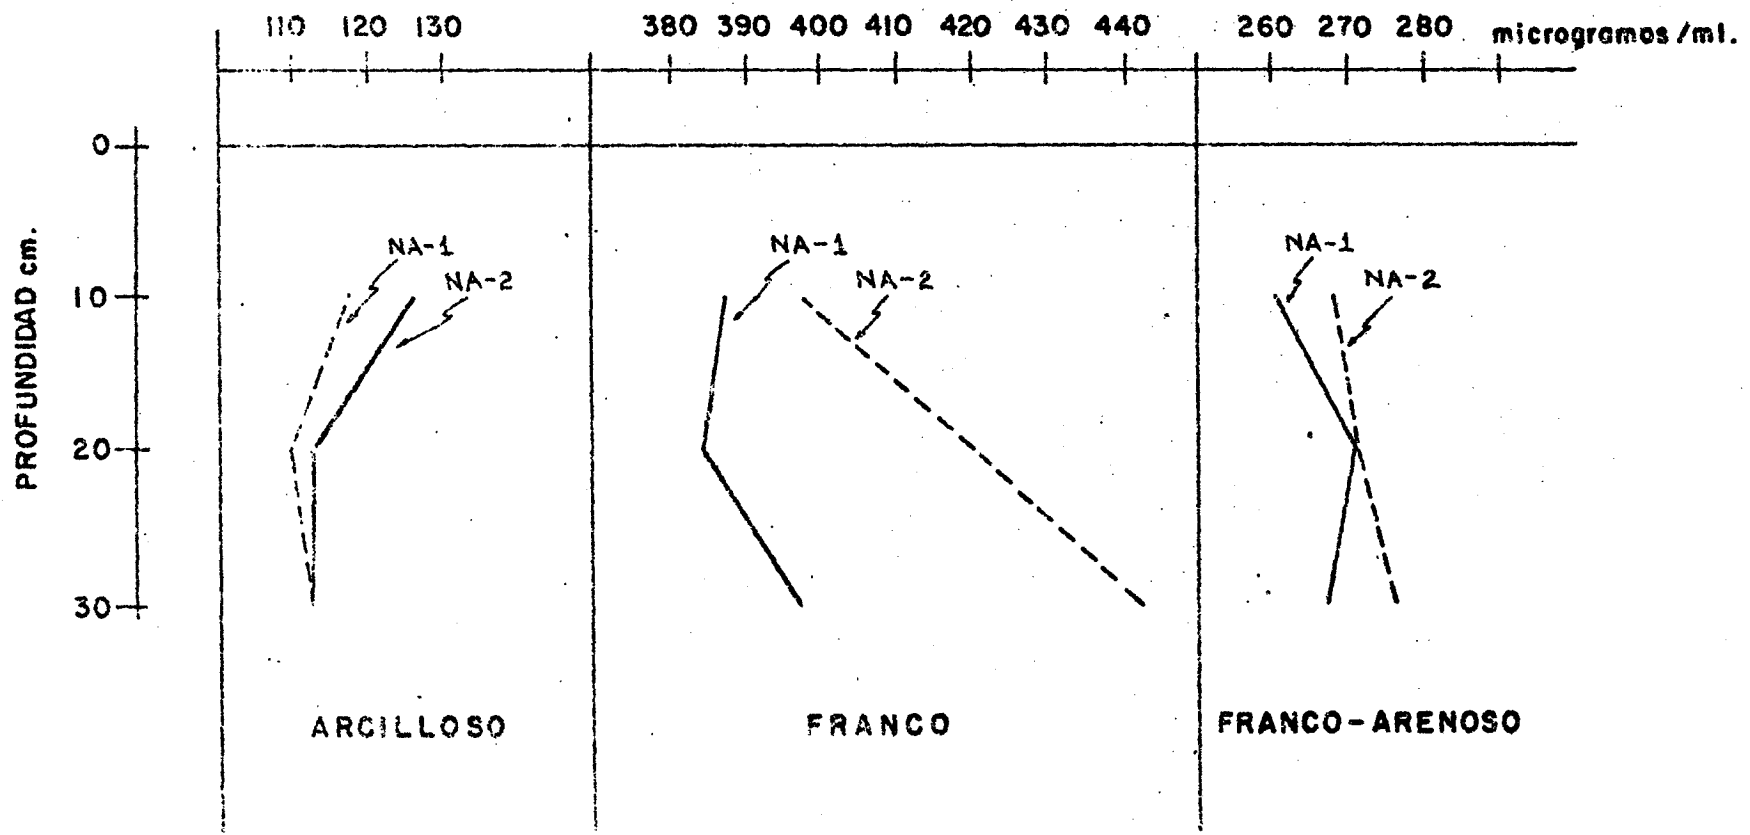 110 120 130 380 390 400 410 420 430 440 260 270 280 microgramos/ml.
0
10
20
30
PROFUNDIDAD cm.
NA-1
NA-2
NA-1
NA-2
NA-1
NA-2
ARCILLOSO FRANCO FRANCO-ARENOSO